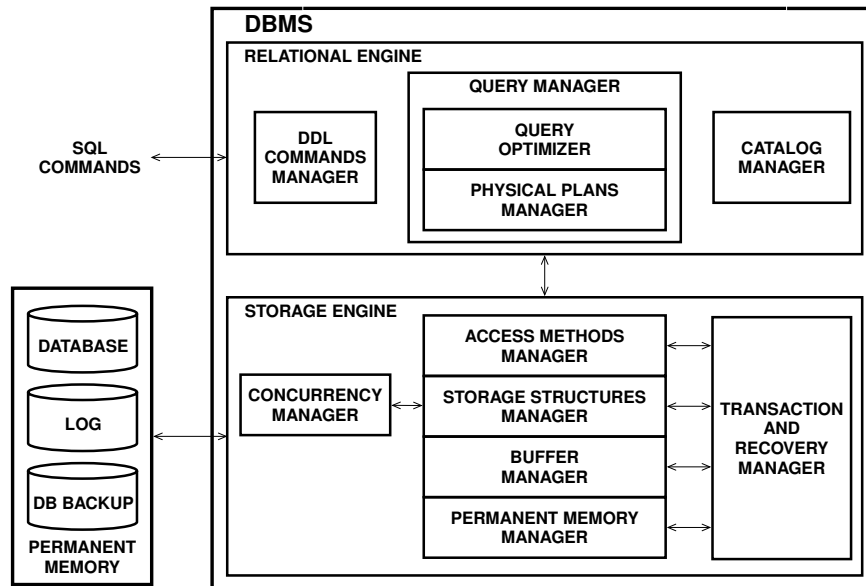 DBMS
RELATIONAL ENGINE
QUERY MANAGER
DDL
COMMANDS
MANAGER
QUERY
OPTIMIZER
PHYSICAL PLANS
MANAGER
CATALOG
MANAGER
SQL
COMMANDS
STORAGE ENGINE
ACCESS METHODS
MANAGER
CONCURRENCY
MANAGER
STORAGE STRUCTURES
MANAGER
BUFFER
MANAGER
PERMANENT MEMORY
MANAGER
TRANSACTION
AND
RECOVERY
MANAGER
DATABASE
LOG
DB BACKUP
PERMANENT
MEMORY